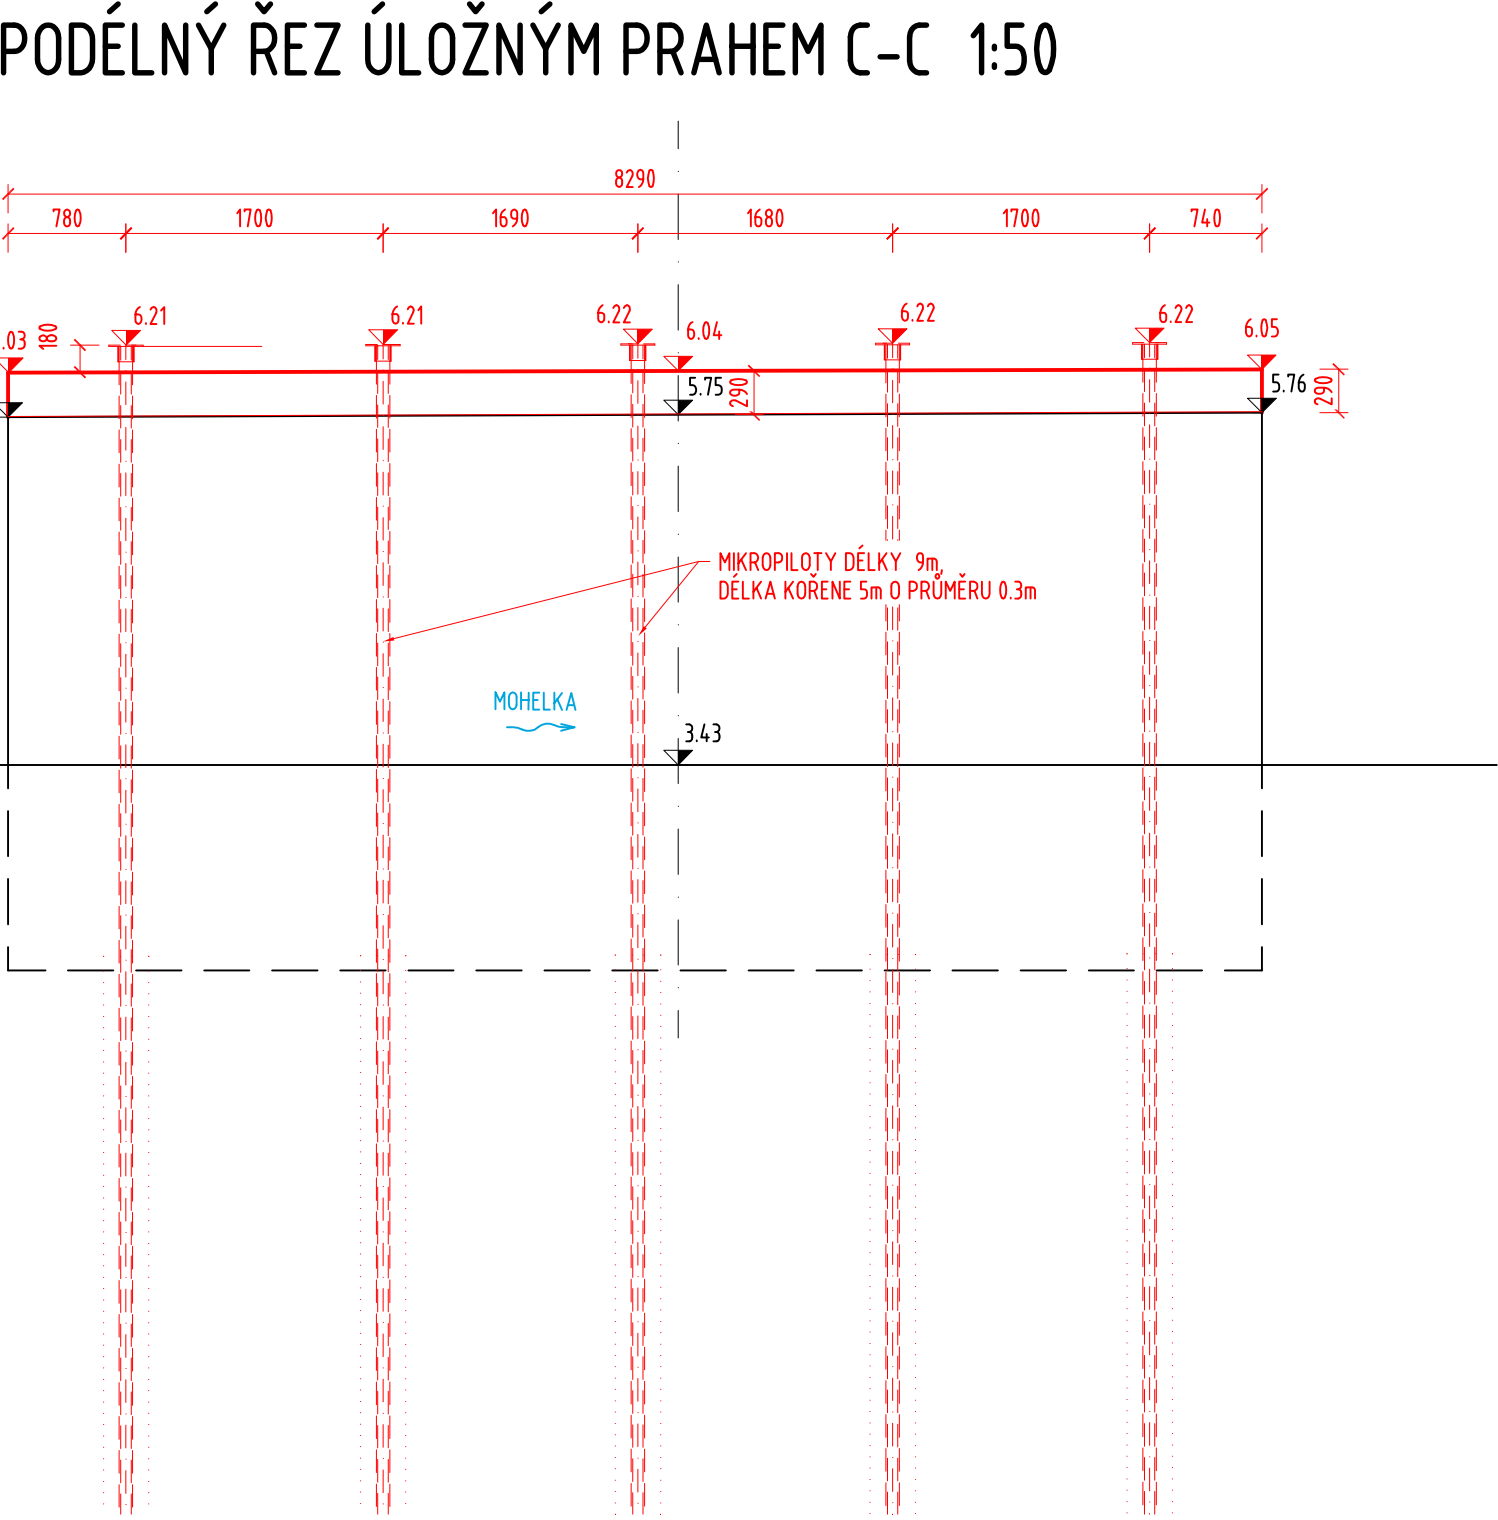 PODÉLNÝ ŘEZ ÚLOŽNÝM PRAHEM C-C 1:50
8290
780 1700 1690 1680 1700 740
6.21 6.21 6.22 6.22 6.22
.03 180 6.04 6.05
5.75 290 5.76 290
MIKROPILOTY DÉLKY 9m,
DÉLKA KOŘENE 5m O PRŮMĚRU 0.3m
MOHELKA
3.43